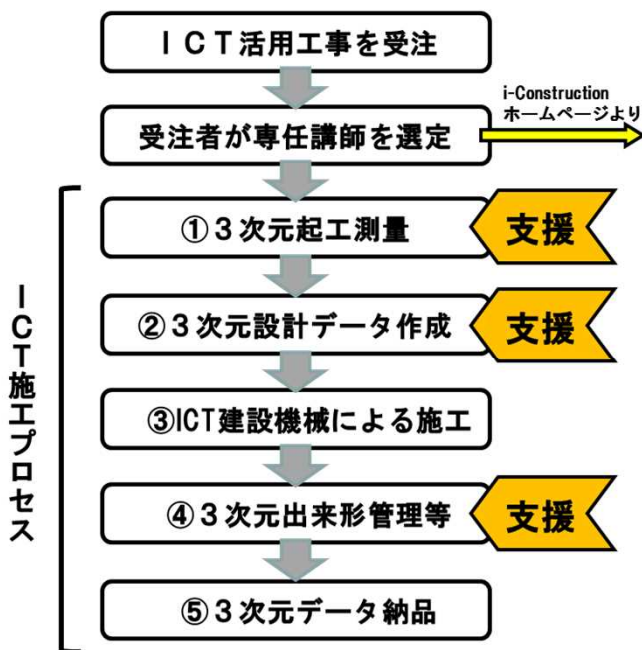 ＩＣＴ活用工事を受注
i-Construction
ホームページより
受注者が専任講師を選定
ＩＣＴ施工プロセス
①３次元起工測量
支援
②３次元設計データ作成
支援
③ICT建設機械による施工
④３次元出来形管理等
支援
⑤３次元データ納品